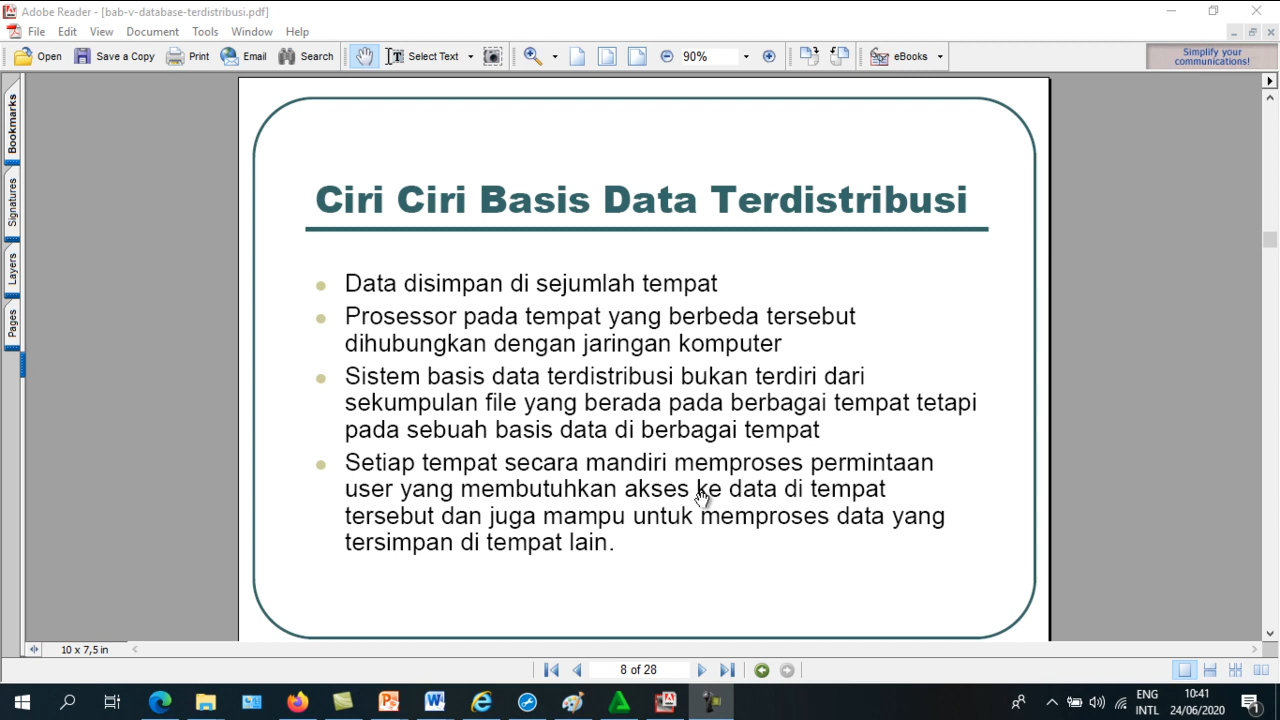 Adobe Reader - [bab-v-database-terdistribusi.pdf]
File Edit View Document Tools Window Help
Open Save a Copy Print Email Search Select Text 90% eBooks
Simplify your
communications!
Bookmarks
Signatures
Layers
Pages
Ciri Ciri Basis Data Terdistribusi
Data disimpan di sejumlah tempat
Prosessor pada tempat yang berbeda tersebut
dihubungkan dengan jaringan komputer
Sistem basis data terdistribusi bukan terdiri dari
sekumpulan file yang berada pada berbagai tempat tetapi
pada sebuah basis data di berbagai tempat
Setiap tempat secara mandiri memproses permintaan
user yang membutuhkan akses ke data di tempat
tersebut dan juga mampu untuk memproses data yang
tersimpan di tempat lain.
10 x 7,5 in
8 of 28
ENG
INTL
10:41
24/06/2020
1